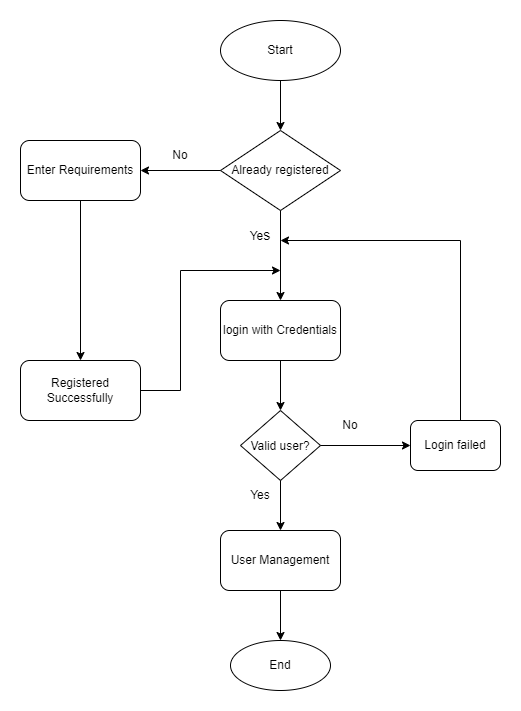 Start
No
Already registered
Enter Requirements
Yes
login with Credentials
Registered
Successfully
No
Valid user?
Login failed
Yes
User Management
End